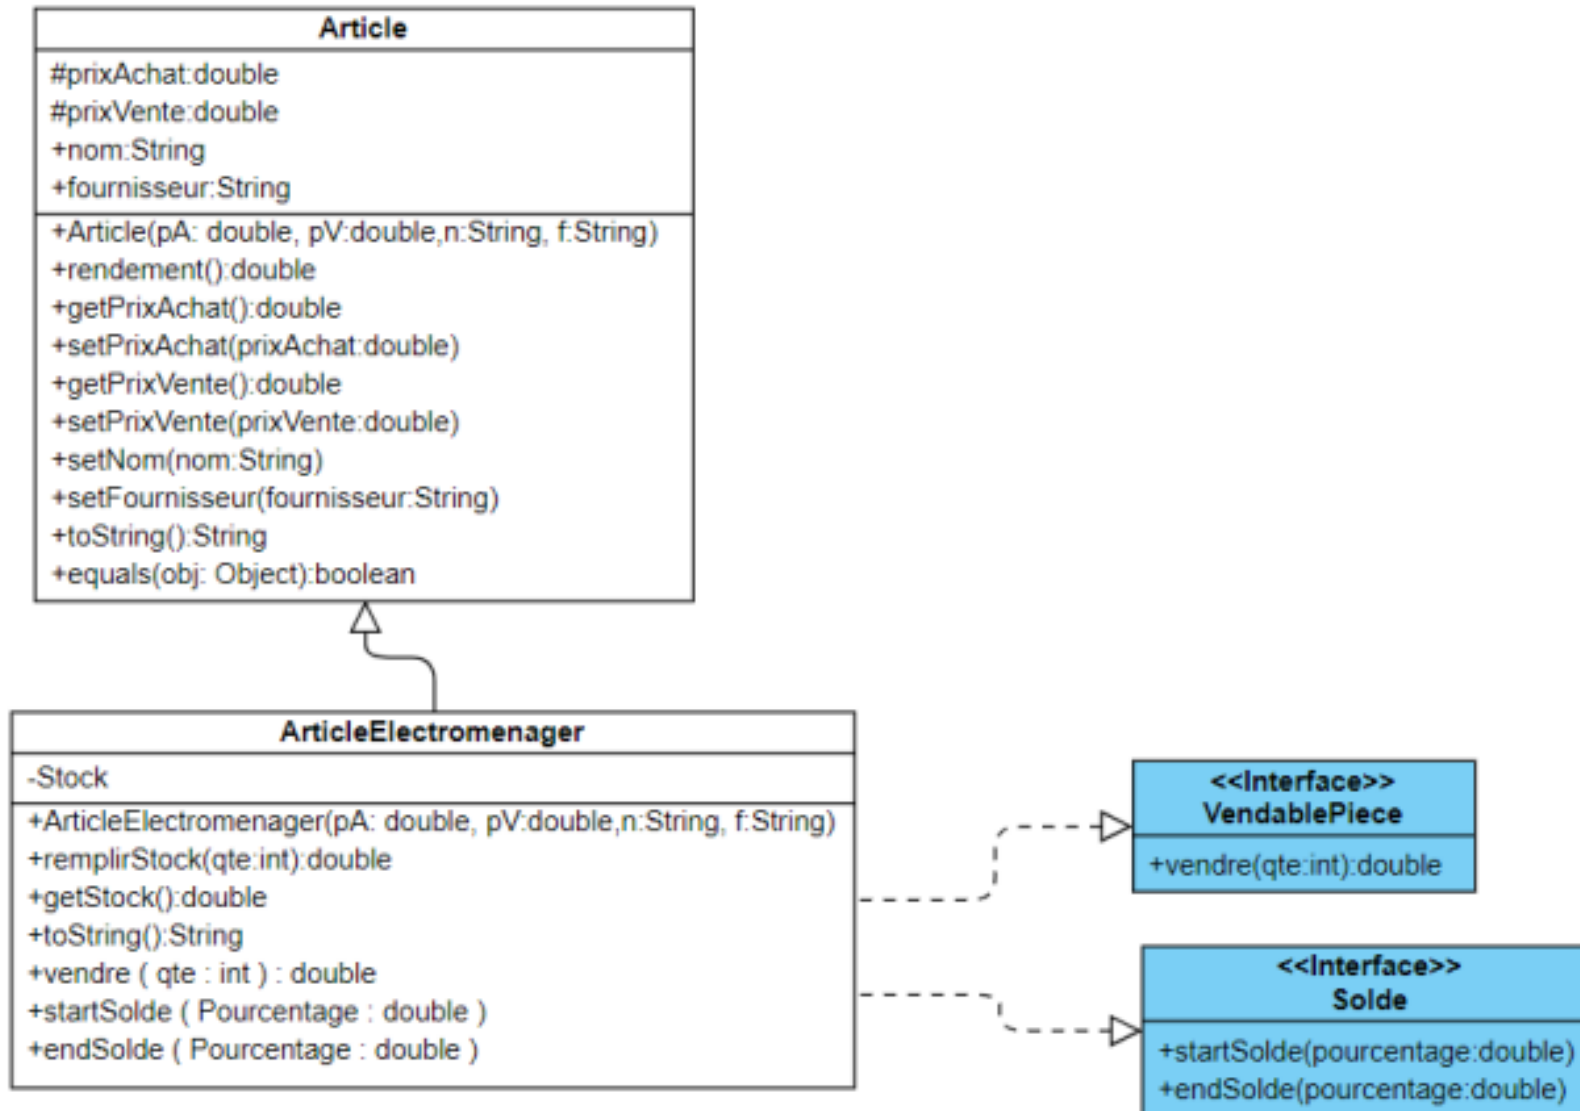 Article
#prixAchat:double
#prixVente:double
+nom:String
+fournisseur:String
+Article(pA: double, pV:double,n:String, f:String)
+rendement():double
+getPrixAchat():double
+setPrixAchat(prixAchat:double)
+getPrixVente():double
+setPrixVente(prixVente:double)
+setNom(nom:String)
+setFournisseur(fournisseur:String)
+toString():String
+equals(obj: Object):boolean
ArticleElectromenager
-Stock
+ArticleElectromenager(pA: double, pV:double,n:String, f:String)
+remplirStock(qte:int):double
+getStock():double
+toString():String
+vendre ( qte : int ) : double
+startSolde ( Pourcentage : double )
+endSolde ( Pourcentage : double )
<<Interface>>
VendablePiece
+vendre(qte:int):double
<<Interface>>
Solde
+startSolde(pourcentage:double)
+endSolde(pourcentage:double)